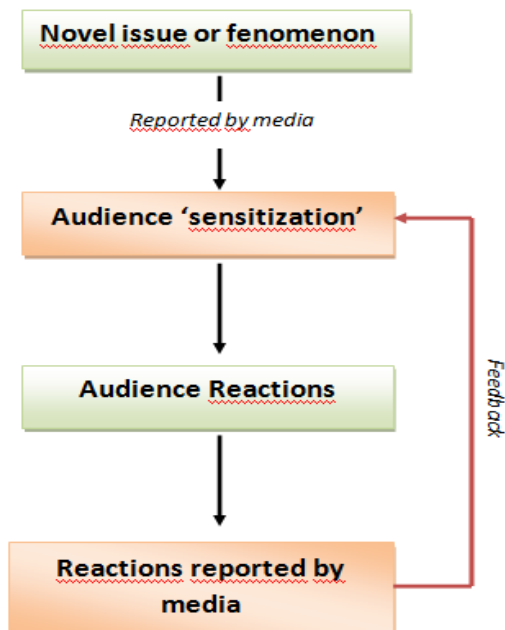 Novel issue or fenomenon
Reported by media
Audience ‘sensitization’
Audience Reactions
Feedback
Reactions reported by
media